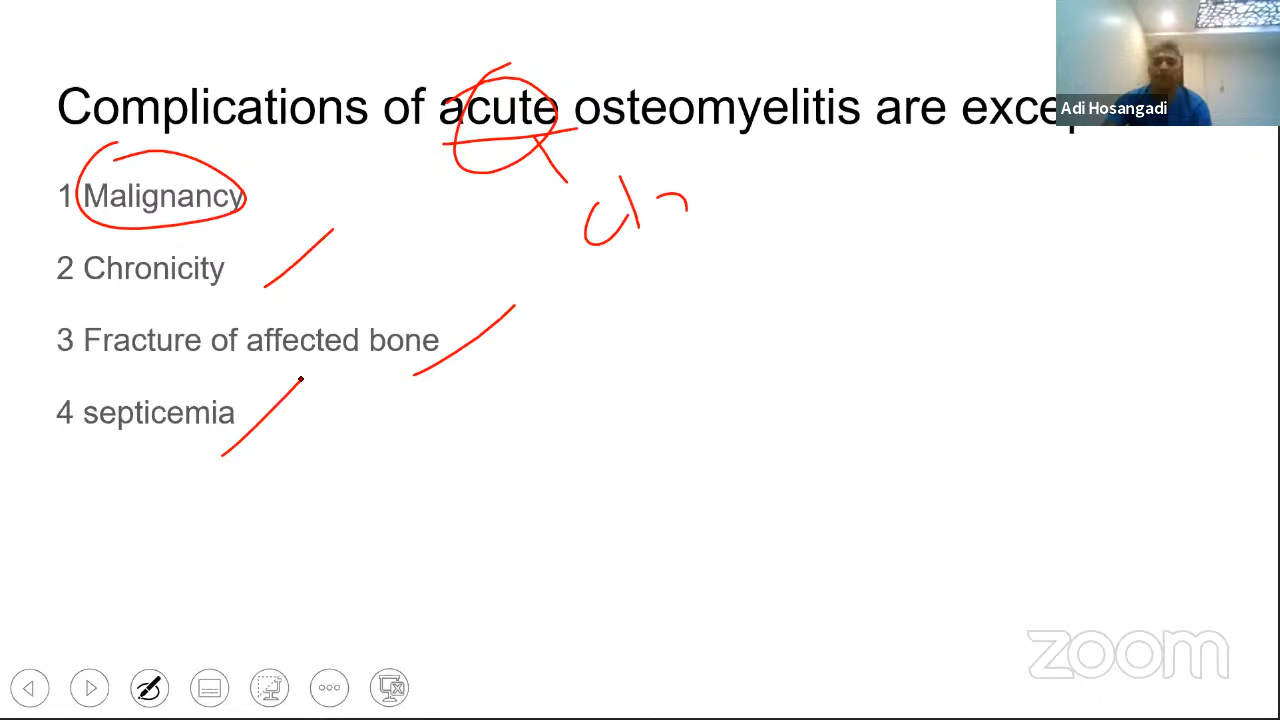 Complications of acute osteomyelitis are excep
Adi Hosangadi
1 Malignancy
2 Chronicity
3 Fracture of affected bone
4 septicemia
zoom